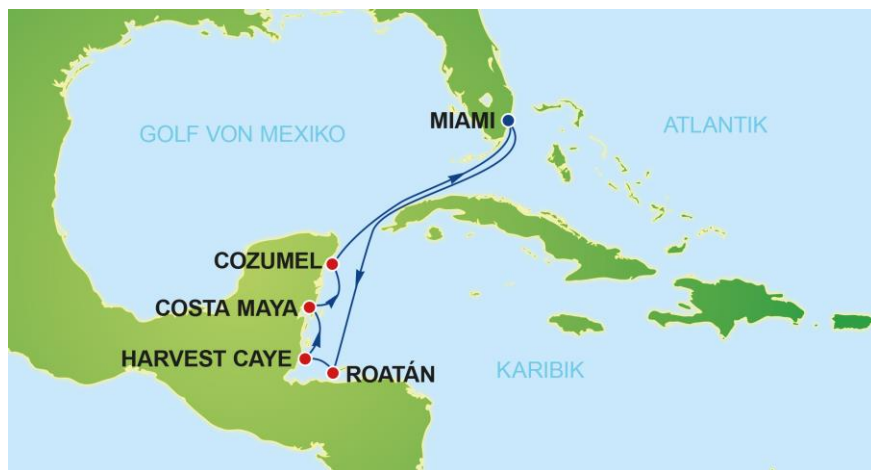 MIAMI
GOLF VON MEXIKO
ATLANTIK
COZUMEL
COSTA MAYA
HARVEST CAYE
ROATÁN
KARIBIK